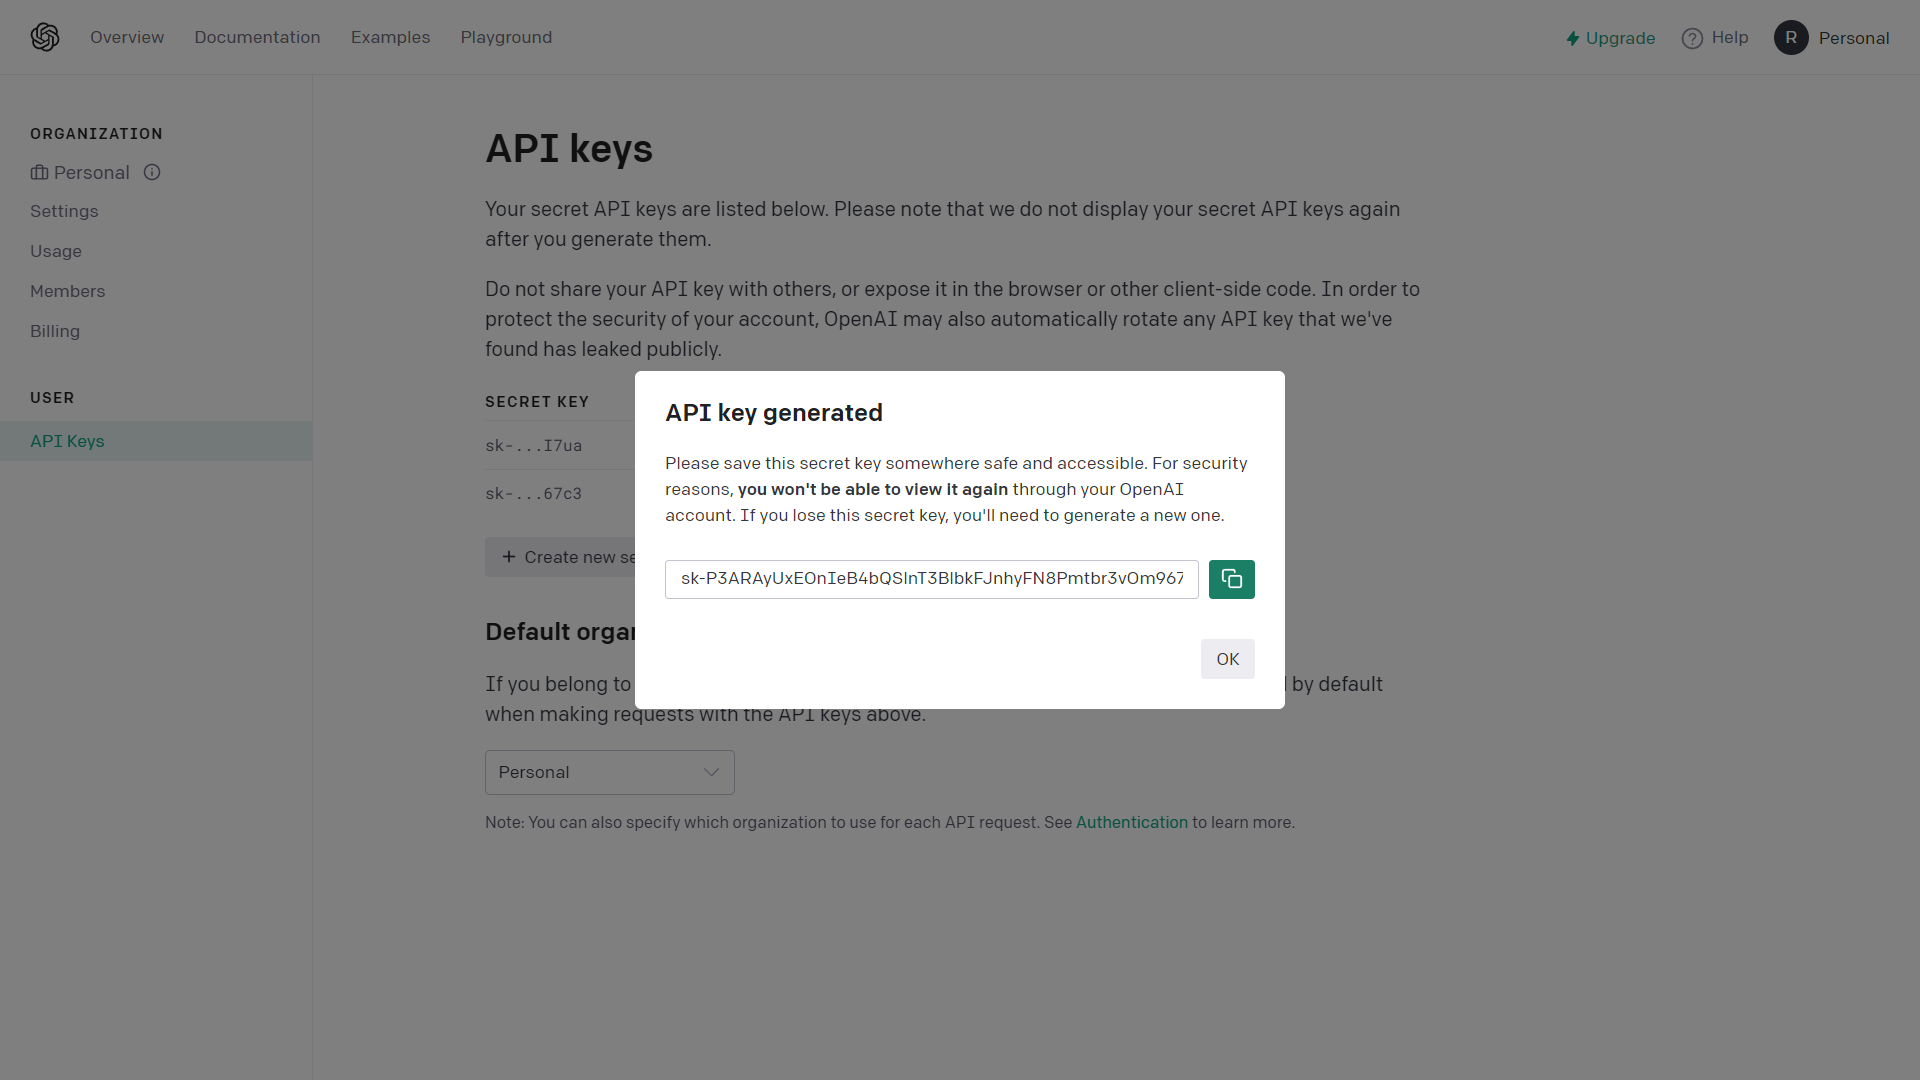 Overview Documentation Examples Playground
Upgrade Help R Personal
ORGANIZATION
Personal
Settings
Usage
Members
Billing
USER
API Keys
API keys
Your secret API keys are listed below. Please note that we do not display your secret API keys again
after you generate them.
Do not share your API key with others, or expose it in the browser or other client-side code. In order to
protect the security of your account, OpenAI may also automatically rotate any API key that we've
found has leaked publicly.
SECRET KEY
sk-...I7ua
sk-...67c3
+ Create new se
API key generated
Please save this secret key somewhere safe and accessible. For security
reasons, you won't be able to view it again through your OpenAI
account. If you lose this secret key, you'll need to generate a new one.
sk-P3ARAyUxEOnIeB4bQSlnT3BlbkFJnhyFN8Pmtbr3vOm967
OK
Default organ
If you belong to
by default
when making requests with the API keys above.
Personal
Note: You can also specify which organization to use for each API request. See Authentication to learn more.